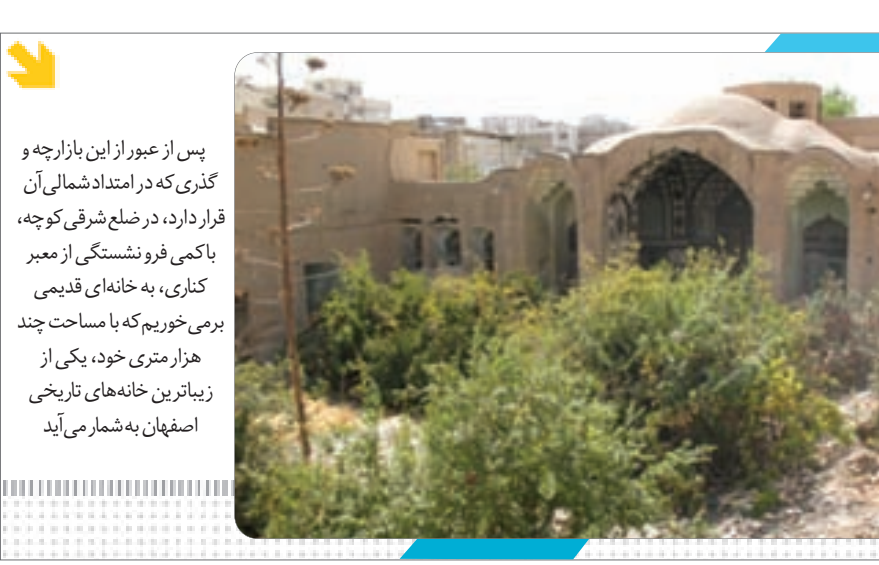 پس از عبور از این بازارچه و
گذری که در امتداد شمالی آن
قرار دارد، در ضلع شرقی کوچه،
با کمی فرونشستگی از معبر
کناری، به خانه‌ای قدیمی
برمی‌خوریم که با مساحت چند
هزار متری خود، یکی از
زیباترین خانه‌های تاریخی
اصفهان به‌شمار می‌آید